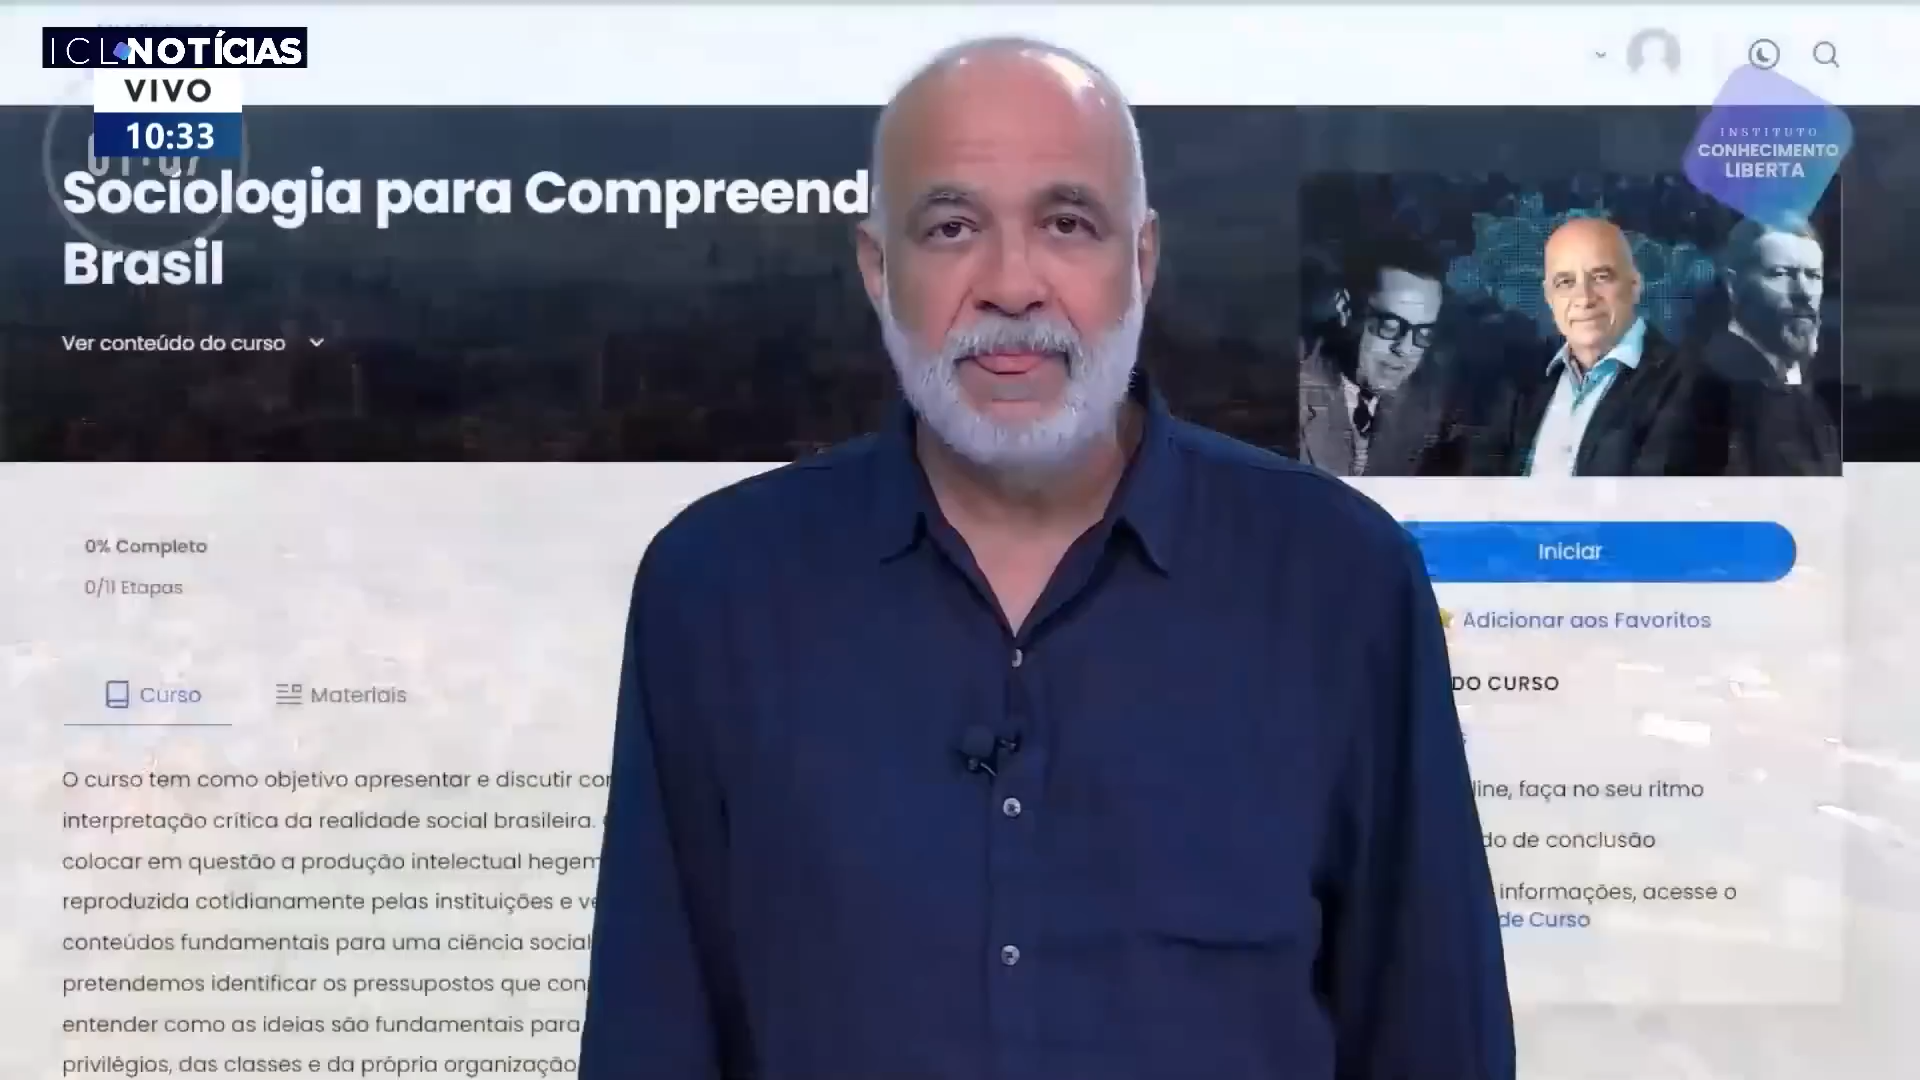 ICL NOTÍCIAS
VIVO
10:33
INSTITUTO
CONHECIMENTO
LIBERTA
Sociologia para Compreend
Brasil
Ver conteúdo do curso
0% Completo
0/11 Etapas
Curso
Materiais
O curso tem como objetivo apresentar e discutir con
interpretação crítica da realidade social brasileira.
colocar em questão a produção intelectual hegem
reproduzida cotidianamente pelas instituições e ve
conteúdos fundamentais para uma ciência social
pretendemos identificar os pressupostos que con
entender como as ideias são fundamentais para
privilégios, das classes e da própria organização
Iniciar
Adicionar aos Favoritos
DO CURSO
line, faça no seu ritmo
do de conclusão
informações, acesse o
de Curso